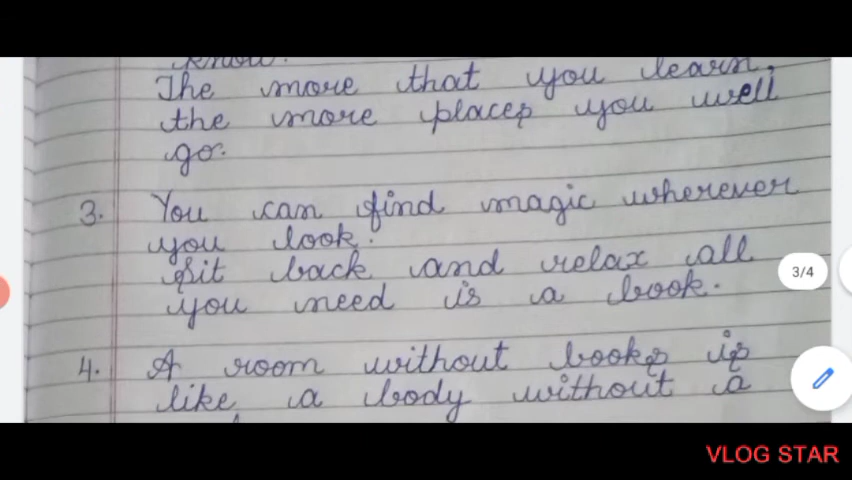 know.
The more that you learn,
the more places you well
go.
3. You can find magic wherever
you look.
Sit back and relax all
you need is a book.
3/4
4. A room without books is
like a body without a
VLOG STAR